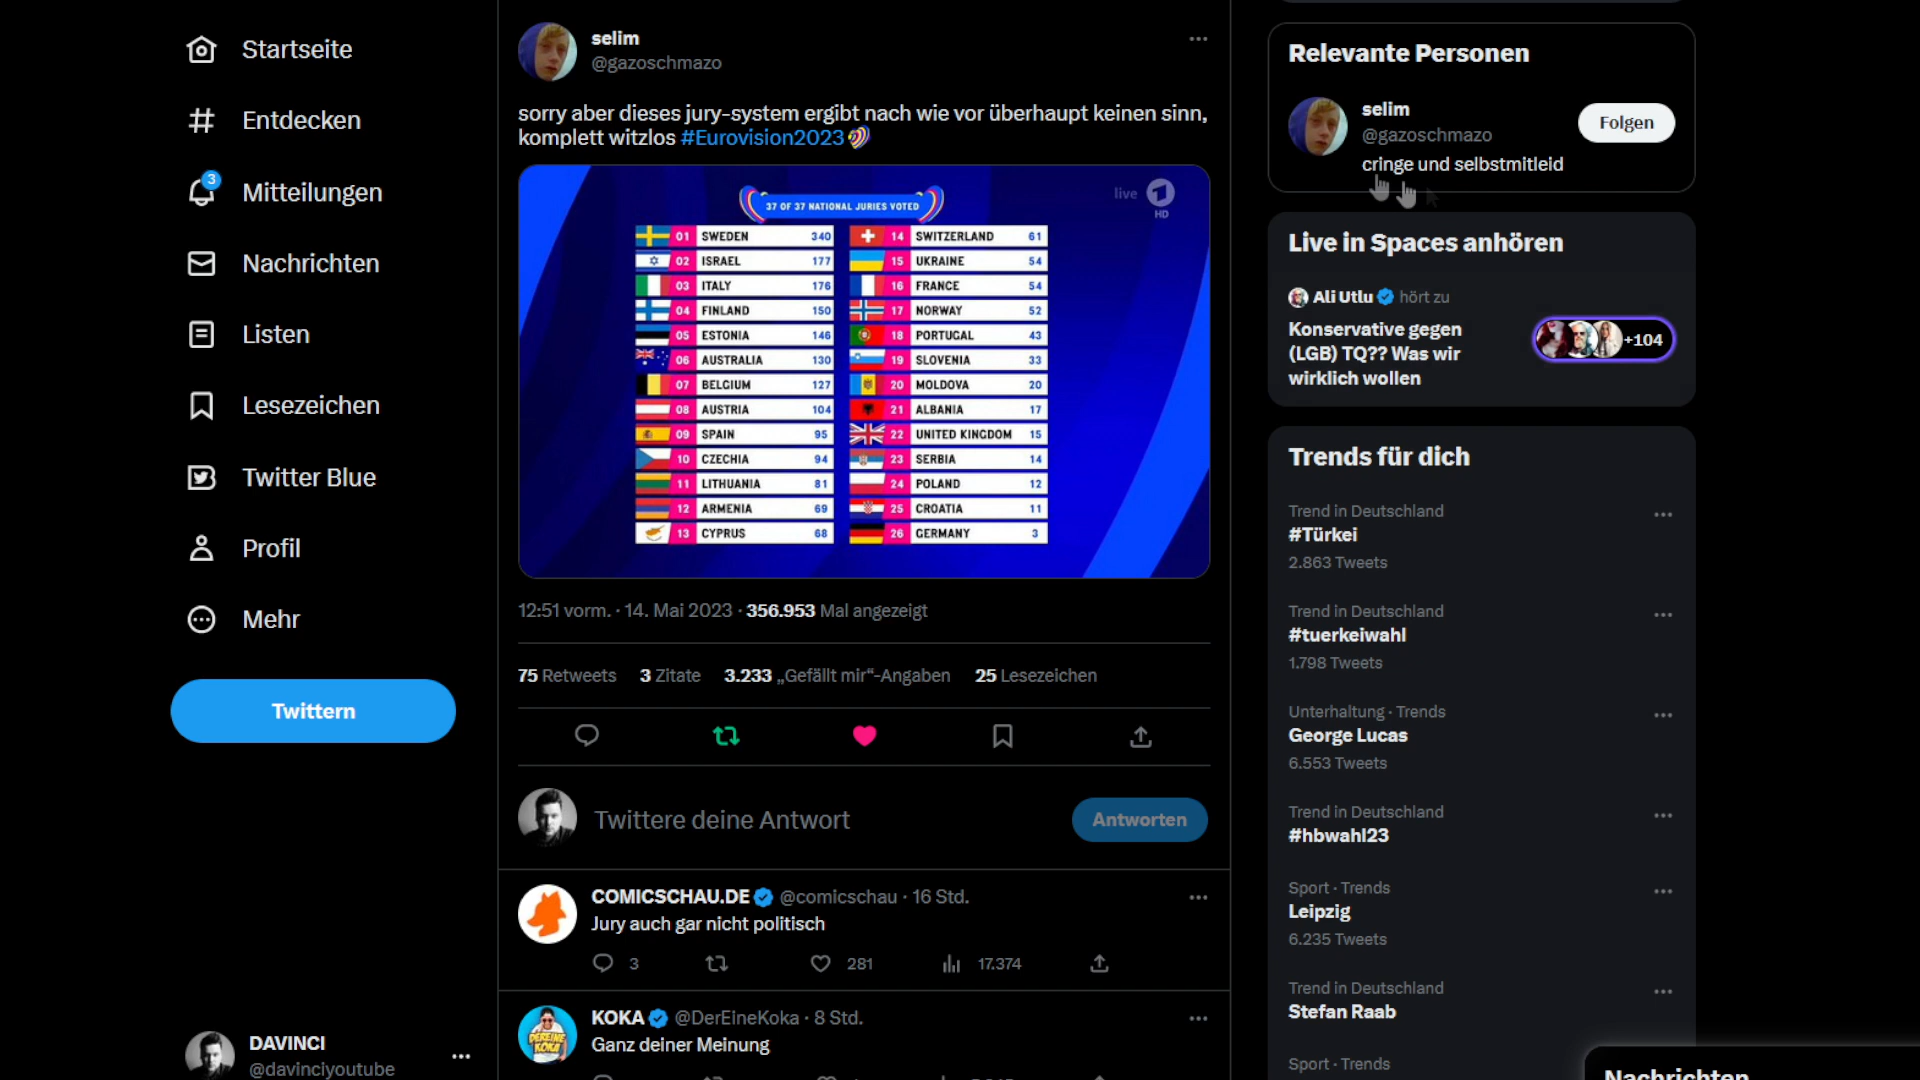 Startseite
Entdecken
3
Mitteilungen
Nachrichten
Listen
Lesezeichen
Twitter Blue
Profil
Mehr
Twittern
DAVINCI
@davinciyoutube
selim
@gazoschmazo
sorry aber dieses jury-system ergibt nach wie vor überhaupt keinen sinn,
komplett witzlos #Eurovision2023
live 1
HD
37 OF 37 NATIONAL JURIES VOTED
01 SWEDEN 340
02 ISRAEL 177
03 ITALY 176
04 FINLAND 150
05 ESTONIA 146
06 AUSTRALIA 130
07 BELGIUM 127
08 AUSTRIA 104
09 SPAIN 95
10 CZECHIA 94
11 LITHUANIA 81
12 ARMENIA 69
13 CYPRUS 68
14 SWITZERLAND 61
15 UKRAINE 54
16 FRANCE 54
17 NORWAY 52
18 PORTUGAL 43
19 SLOVENIA 33
20 MOLDOVA 20
21 ALBANIA 17
22 UNITED KINGDOM 15
23 SERBIA 14
24 POLAND 12
25 CROATIA 11
26 GERMANY 3
12:51 vorm. · 14. Mai 2023 · 356.953 Mal angezeigt
75 Retweets 3 Zitate 3.233 „Gefällt mir“-Angaben 25 Lesezeichen
Twittere deine Antwort
Antworten
COMICSCHAU.DE @comicschau · 16 Std.
Jury auch gar nicht politisch
3 281 17.374
KOKA @DerEineKoka · 8 Std.
Ganz deiner Meinung
DEREINE
KOKA
Relevante Personen
selim
@gazoschmazo
Folgen
cringe und selbstmitleid
Live in Spaces anhören
Ali Utlu hört zu
Konservative gegen
(LGB) TQ?? Was wir
wirklich wollen
+104
Trends für dich
Trend in Deutschland
#Türkei
2.863 Tweets
Trend in Deutschland
#tuerkeiwahl
1.798 Tweets
Unterhaltung · Trends
George Lucas
6.553 Tweets
Trend in Deutschland
#hbwahl23
Sport · Trends
Leipzig
6.235 Tweets
Trend in Deutschland
Stefan Raab
Sport · Trends
Nachrichten